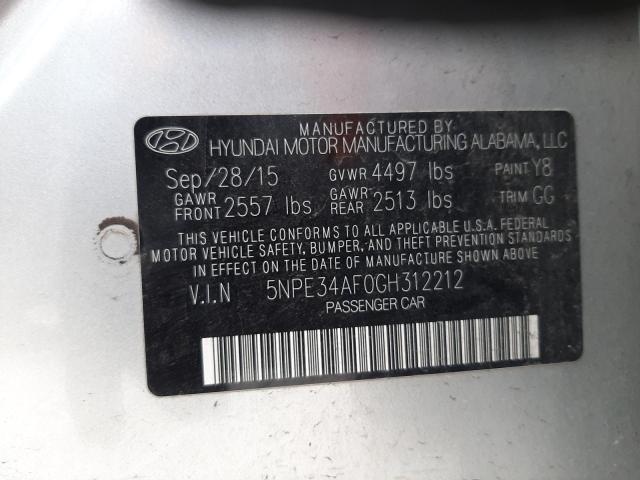 MANUFACTURED BY
HYUNDAI MOTOR MANUFACTURING ALABAMA, LLC
Sep/28/15 GVWR 4497 lbs PAINT Y8
GAWR FRONT 2557 lbs GAWR REAR 2513 lbs TRIM GG
THIS VEHICLE CONFORMS TO ALL APPLICABLE U.S.A. FEDERAL
MOTOR VEHICLE SAFETY, BUMPER, AND THEFT PREVENTION STANDARDS
IN EFFECT ON THE DATE OF MANUFACTURE SHOWN ABOVE
V.I.N 5NPE34AF0GH312212
PASSENGER CAR